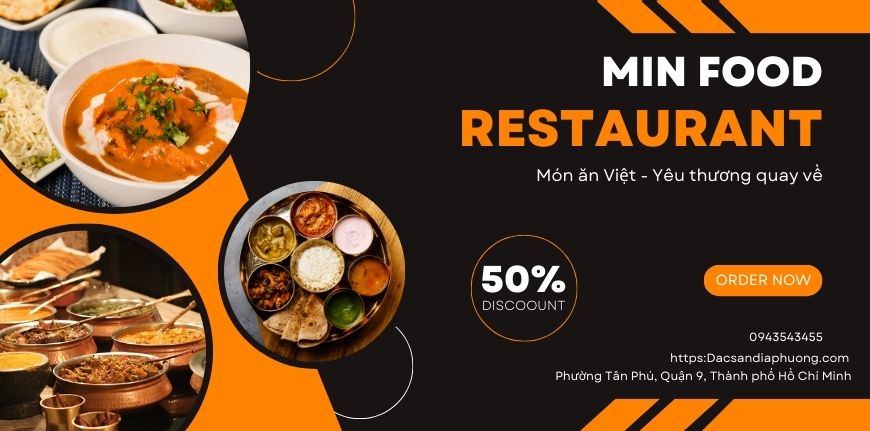 MIN FOOD
RESTAURANT
Món ăn Việt - Yêu thương quay về
50%
DISCOOUNT
ORDER NOW
0943543455
https:Dacsandiaphuong.com
Phường Tân Phú, Quận 9, Thành phố Hồ Chí Minh